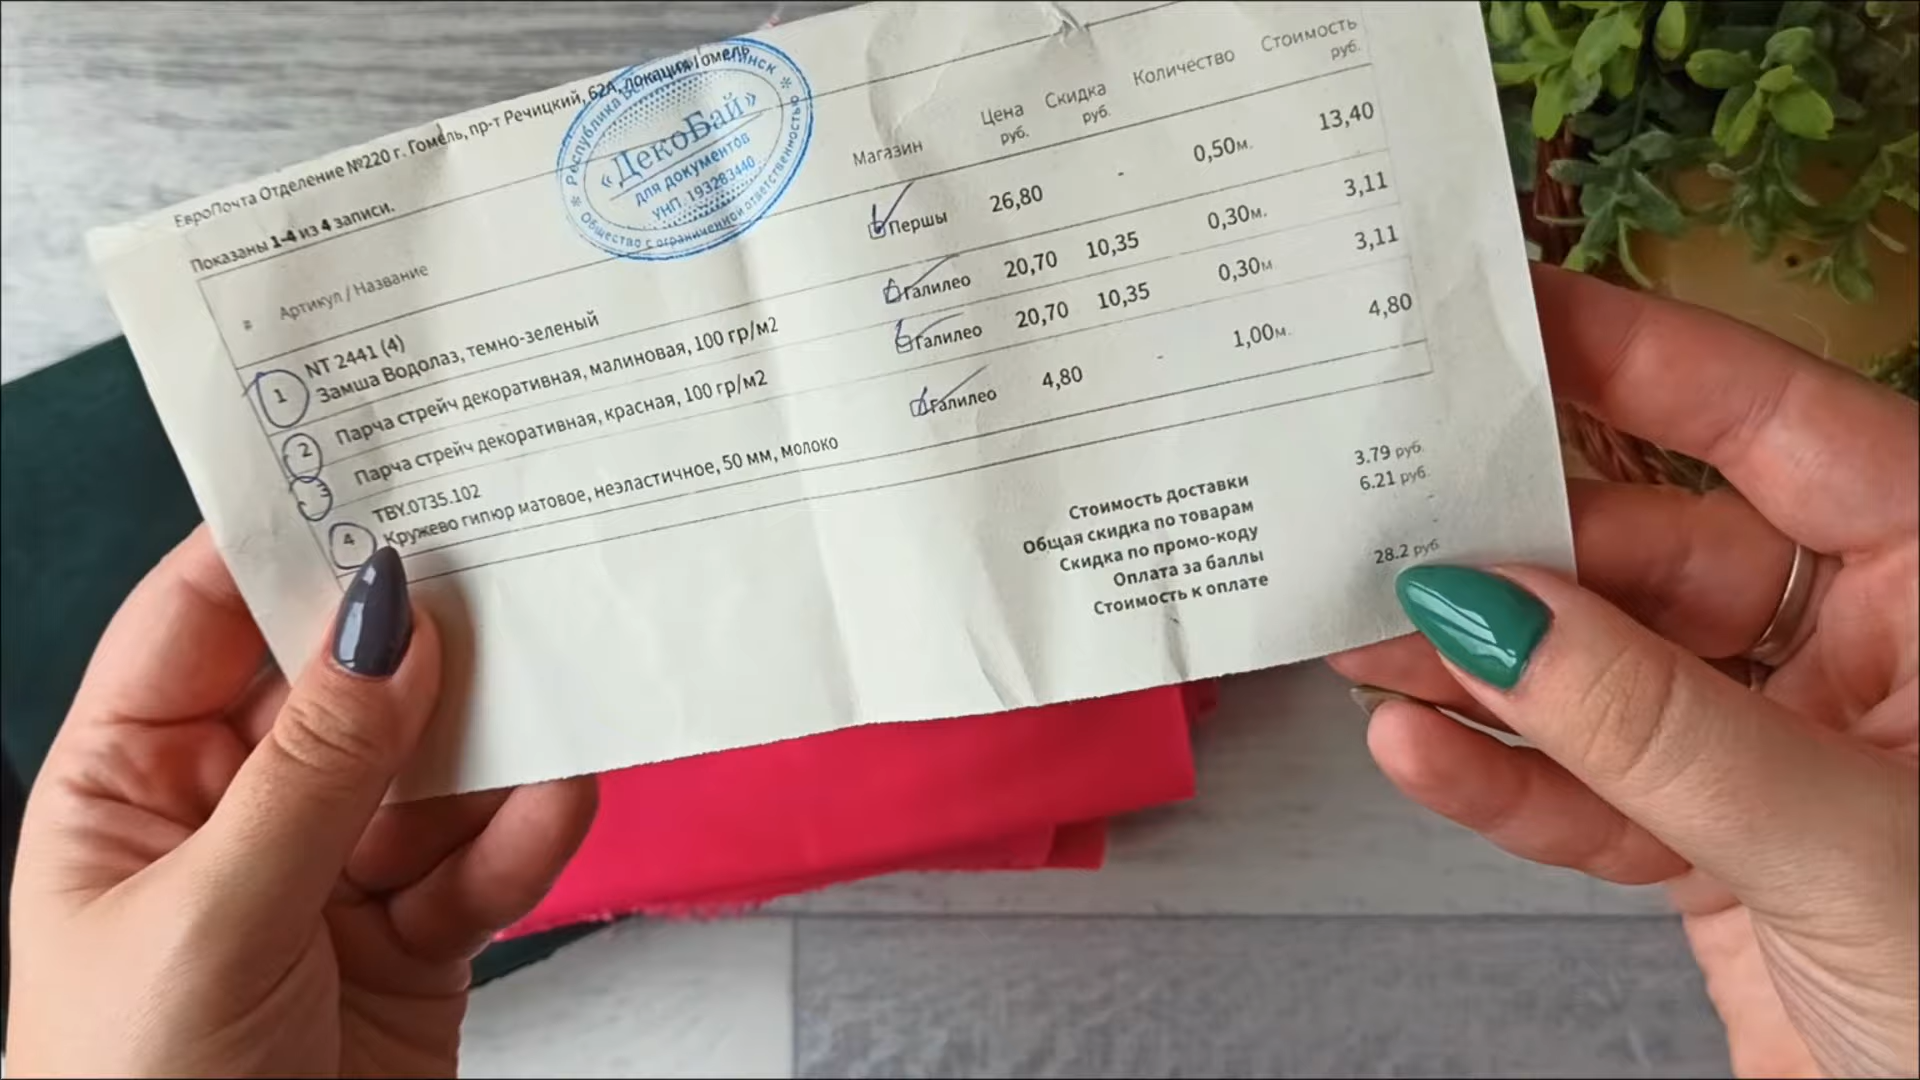 ЕвроПочта Отделение №220 г. Гомель, пр-т Речицкий, 62А, локация Гомель
Показаны 1-4 из 4 записи.
Республика Минск
«ДекоБай»
для документов
УНП 193283440
Общество с ограниченной ответственностью
# Артикул / Название Магазин Цена руб. Скидка руб. Количество Стоимость руб.
1 NT 2441 (4)
Замша Водолаз, темно-зеленый Першы 26,80 - 0,50м. 13,40
2 Парча стрейч декоративная, малиновая, 100 гр/м2 Галилео 20,70 10,35 0,30м. 3,11
3 Парча стрейч декоративная, красная, 100 гр/м2 Галилео 20,70 10,35 0,30м 3,11
4 TBY.0735.102
Кружево гипюр матовое, неэластичное, 50 мм, молоко Галилео 4,80 - 1,00м. 4,80
Стоимость доставки 3.79 руб.
Общая скидка по товарам 6.21 руб.
Скидка по промо-коду -
Оплата за баллы
Стоимость к оплате 28.2 руб